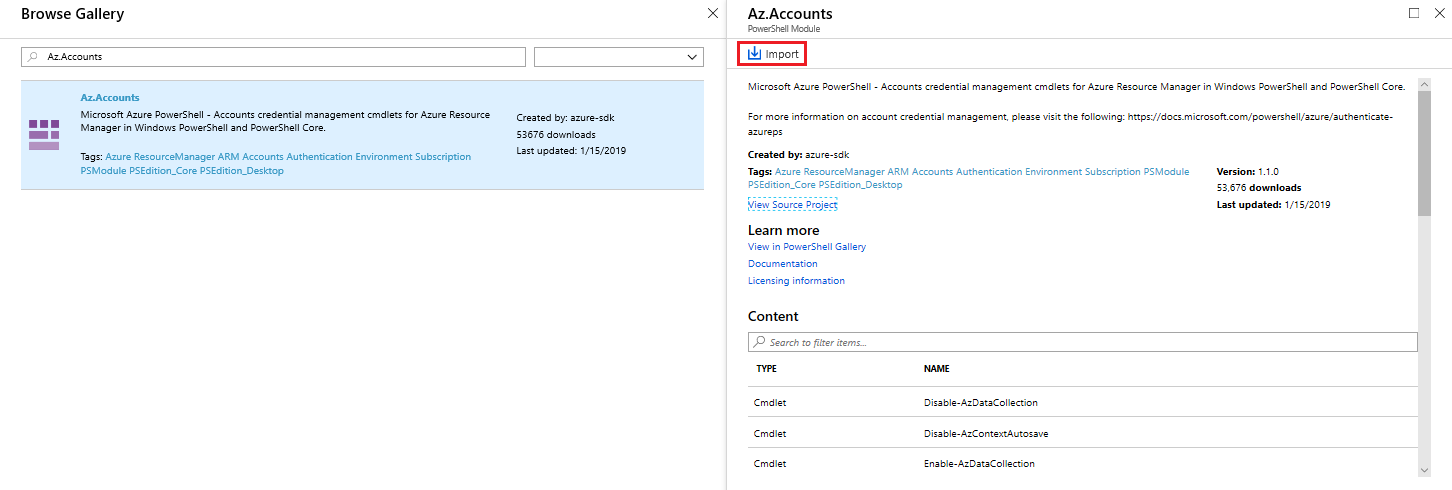 Browse Gallery
Az.Accounts
Az.Accounts
Microsoft Azure PowerShell - Accounts credential management cmdlets for Azure Resource
Manager in Windows PowerShell and PowerShell Core.
Tags: Azure ResourceManager ARM Accounts Authentication Environment Subscription
PSModule PSEdition_Core PSEdition_Desktop
Created by: azure-sdk
53676 downloads
Last updated: 1/15/2019
Az.Accounts
PowerShell Module
Import
Microsoft Azure PowerShell - Accounts credential management cmdlets for Azure Resource Manager in Windows PowerShell and PowerShell Core.
For more information on account credential management, please visit the following: https://docs.microsoft.com/powershell/azure/authenticate-
azureps
Created by: azure-sdk
Tags: Azure ResourceManager ARM Accounts Authentication Environment Subscription PSModule
PSEdition_Core PSEdition_Desktop
View Source Project
Version: 1.1.0
53,676 downloads
Last updated: 1/15/2019
Learn more
View in PowerShell Gallery
Documentation
Licensing information
Content
Search to filter items...
TYPE NAME
Cmdlet Disable-AzDataCollection
Cmdlet Disable-AzContextAutosave
Cmdlet Enable-AzDataCollection